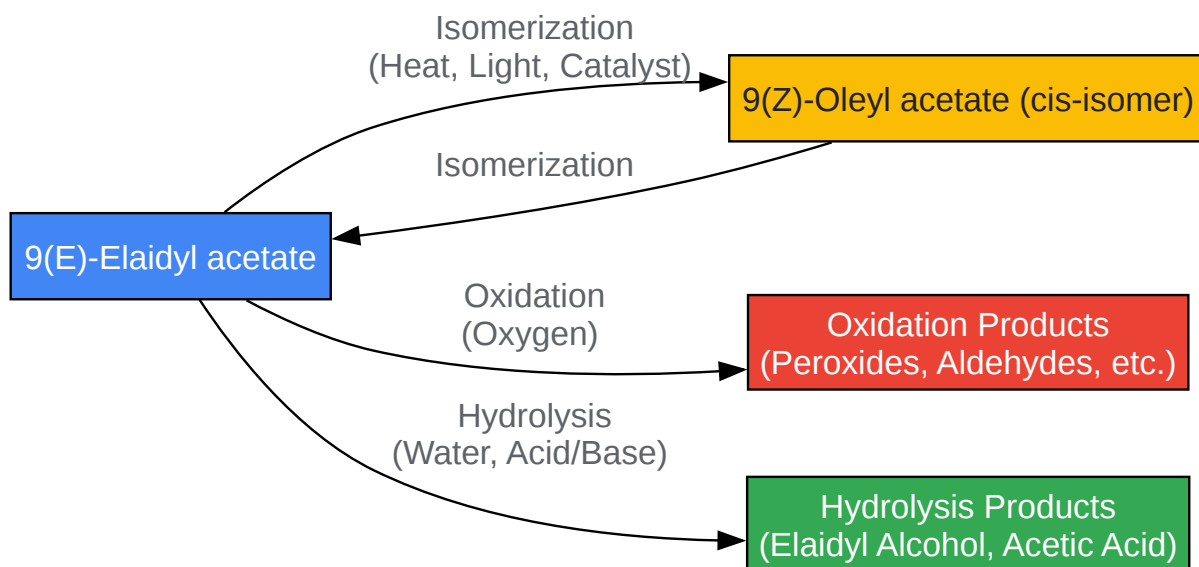 Isomerization
(Heat, Light, Catalyst)
9(Z)-Oleyl acetate (cis-isomer)
Isomerization
9(E)-Elaidyl acetate
Oxidation
(Oxygen)
Oxidation Products
(Peroxides, Aldehydes, etc.)
Hydrolysis
(Water, Acid/Base)
Hydrolysis Products
(Elaidyl Alcohol, Acetic Acid)